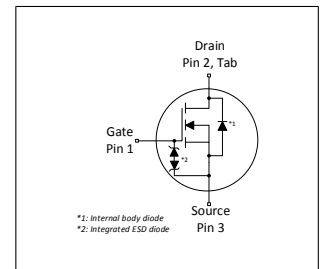 Drain
Pin 2, Tab
*1
Gate
Pin 1
*2
Source
Pin 3
*1: Internal body diode
*2: Integrated ESD diode